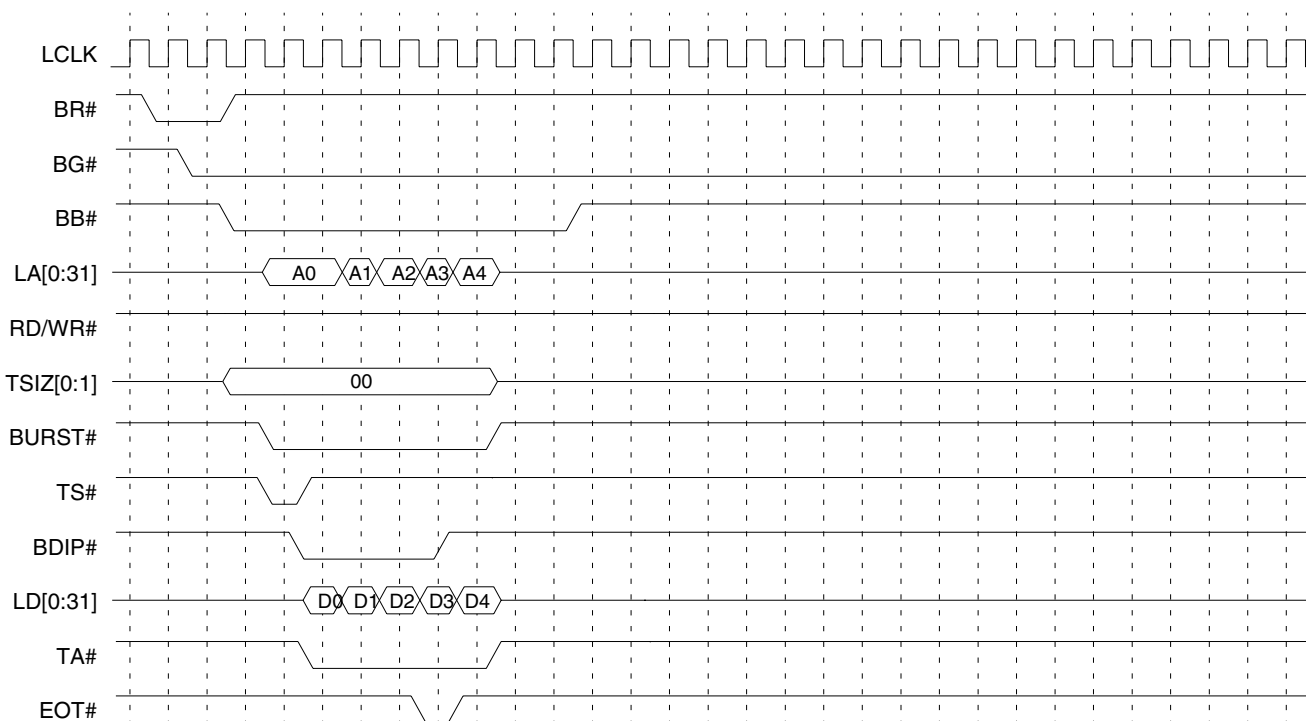 LCLK
BR#
BG#
BB#
LA[0:31] A0 A1 A2 A3 A4
RD/WR#
TSIZ[0:1] 00
BURST#
TS#
BDIP#
LD[0:31] D0 D1 D2 D3 D4
TA#
EOT#